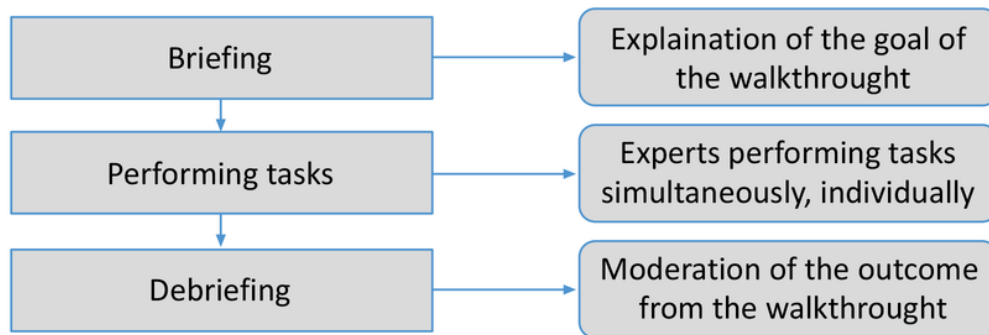 Briefing
Explaination of the goal of
the walkthrought
Performing tasks
Experts performing tasks
simultaneously, individually
Debriefing
Moderation of the outcome
from the walkthrought